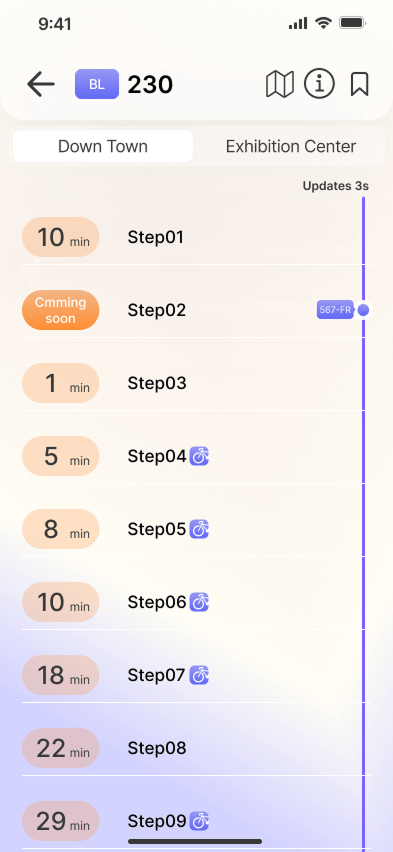 9:41
BL 230
Down Town Exhibition Center
Updates 3s
10 min Step01
Cmming
soon
Step02 567-FR
1 min Step03
5 min Step04
8 min Step05
10 min Step06
18 min Step07
22 min Step08
29 min Step09